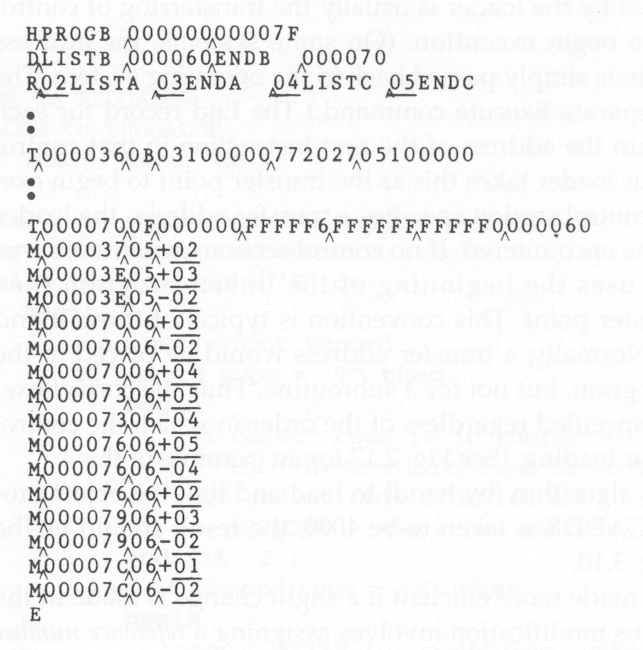 HPROGB 00000000007F
DLISTB 000060ENDB   000070
R02LISTA 03ENDA  04LISTC 05ENDC
•
•
T0000360B0310000077202705100000
•
•
T0000700F000000FFFFF6FFFFFFFFFFF0000060
M00003705+02
M00003E05+03
M00003E05-02
M00007006+03
M00007006-02
M00007006+04
M00007306+05
M00007306-04
M00007606+05
M00007606-04
M00007606+02
M00007906+03
M00007906-02
M00007C06+01
M00007C06-02
E